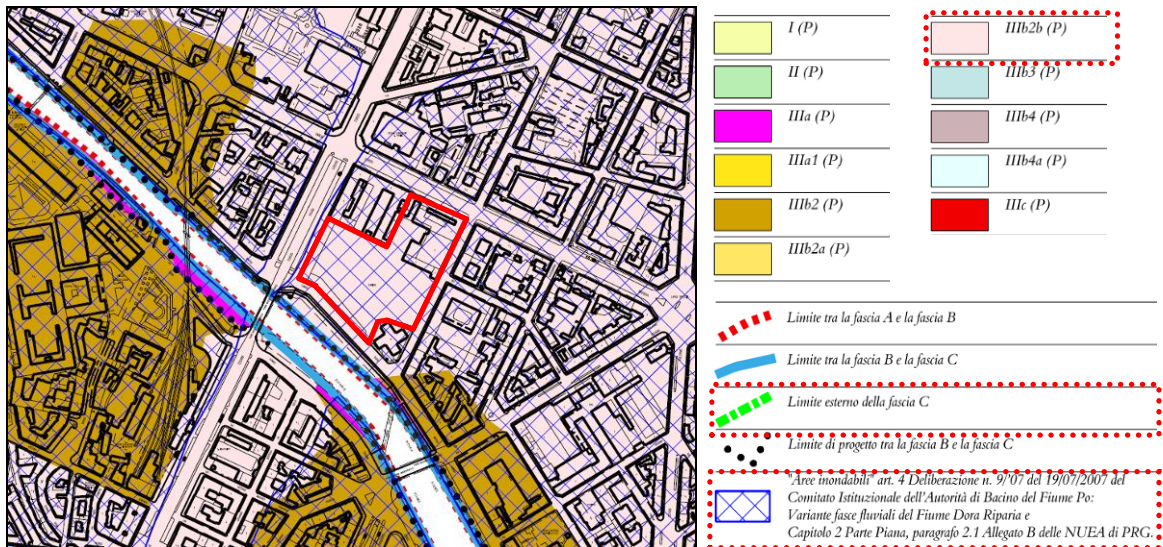 I (P)
II (P)
IIIa (P)
IIIa1 (P)
IIIb2 (P)
IIIb2a (P)
IIIb2b (P)
IIIb3 (P)
IIIb4 (P)
IIIb4a (P)
IIIc (P)
Limite tra la fascia A e la fascia B
Limite tra la fascia B e la fascia C
Limite esterno della fascia C
Limite di progetto tra la fascia B e la fascia C
"Aree inondabili" art. 4 Deliberazione n. 9/'07 del 19/07/2007 del
Comitato Istituzionale dell'Autorità di Bacino del Fiume Po:
Variante fasce fluviali del Fiume Dora Riparia e
Capitolo 2 Parte Piana, paragrafo 2.1 Allegato B delle NUEA di PRG.